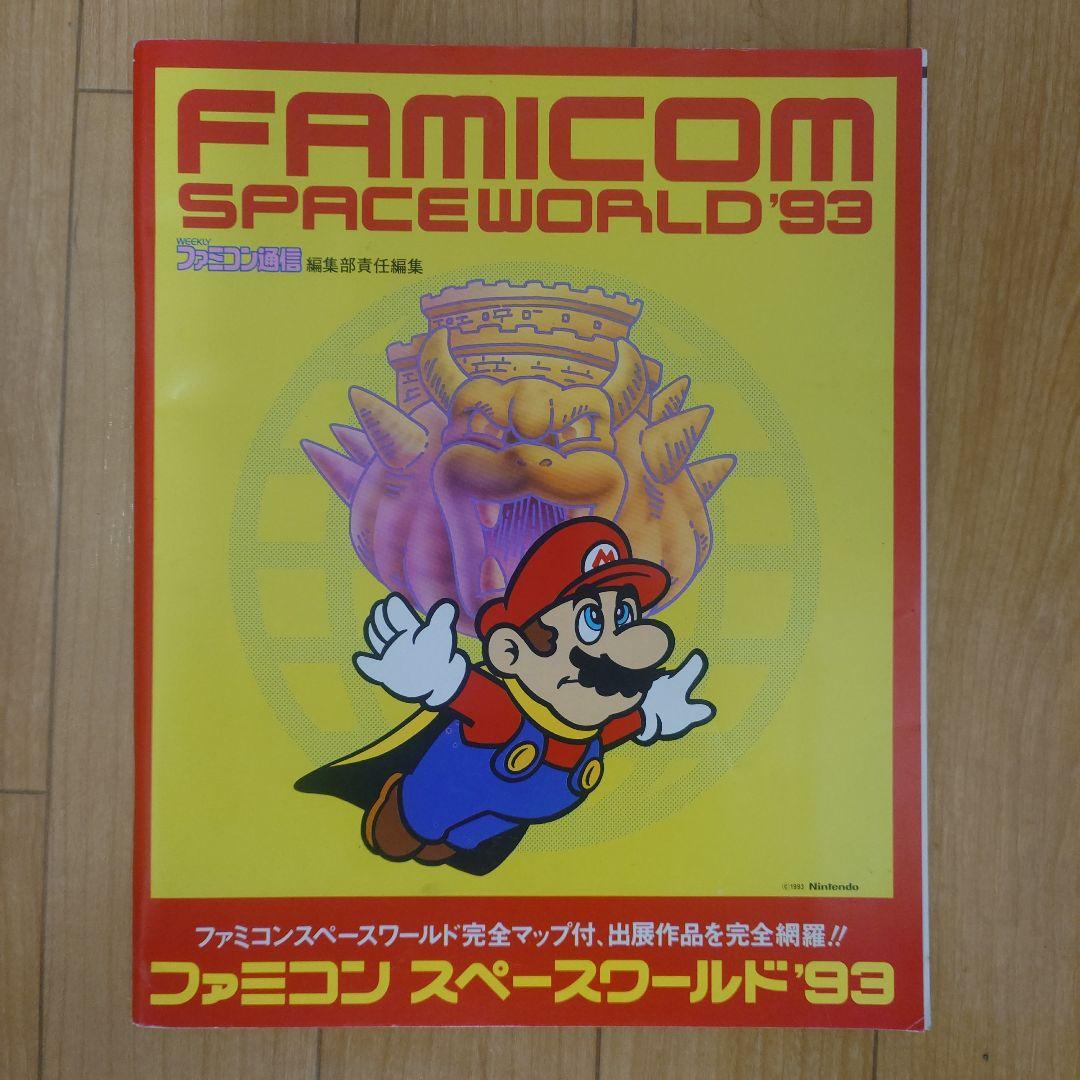 FAMICOM
SPACEWORLD '93
WEEKLY
ファミコン通信 編集部責任編集
M
©1993 Nintendo
ファミコンスペースワールド完全マップ付、出展作品を完全網羅!!
ファミコン スペースワールド '93